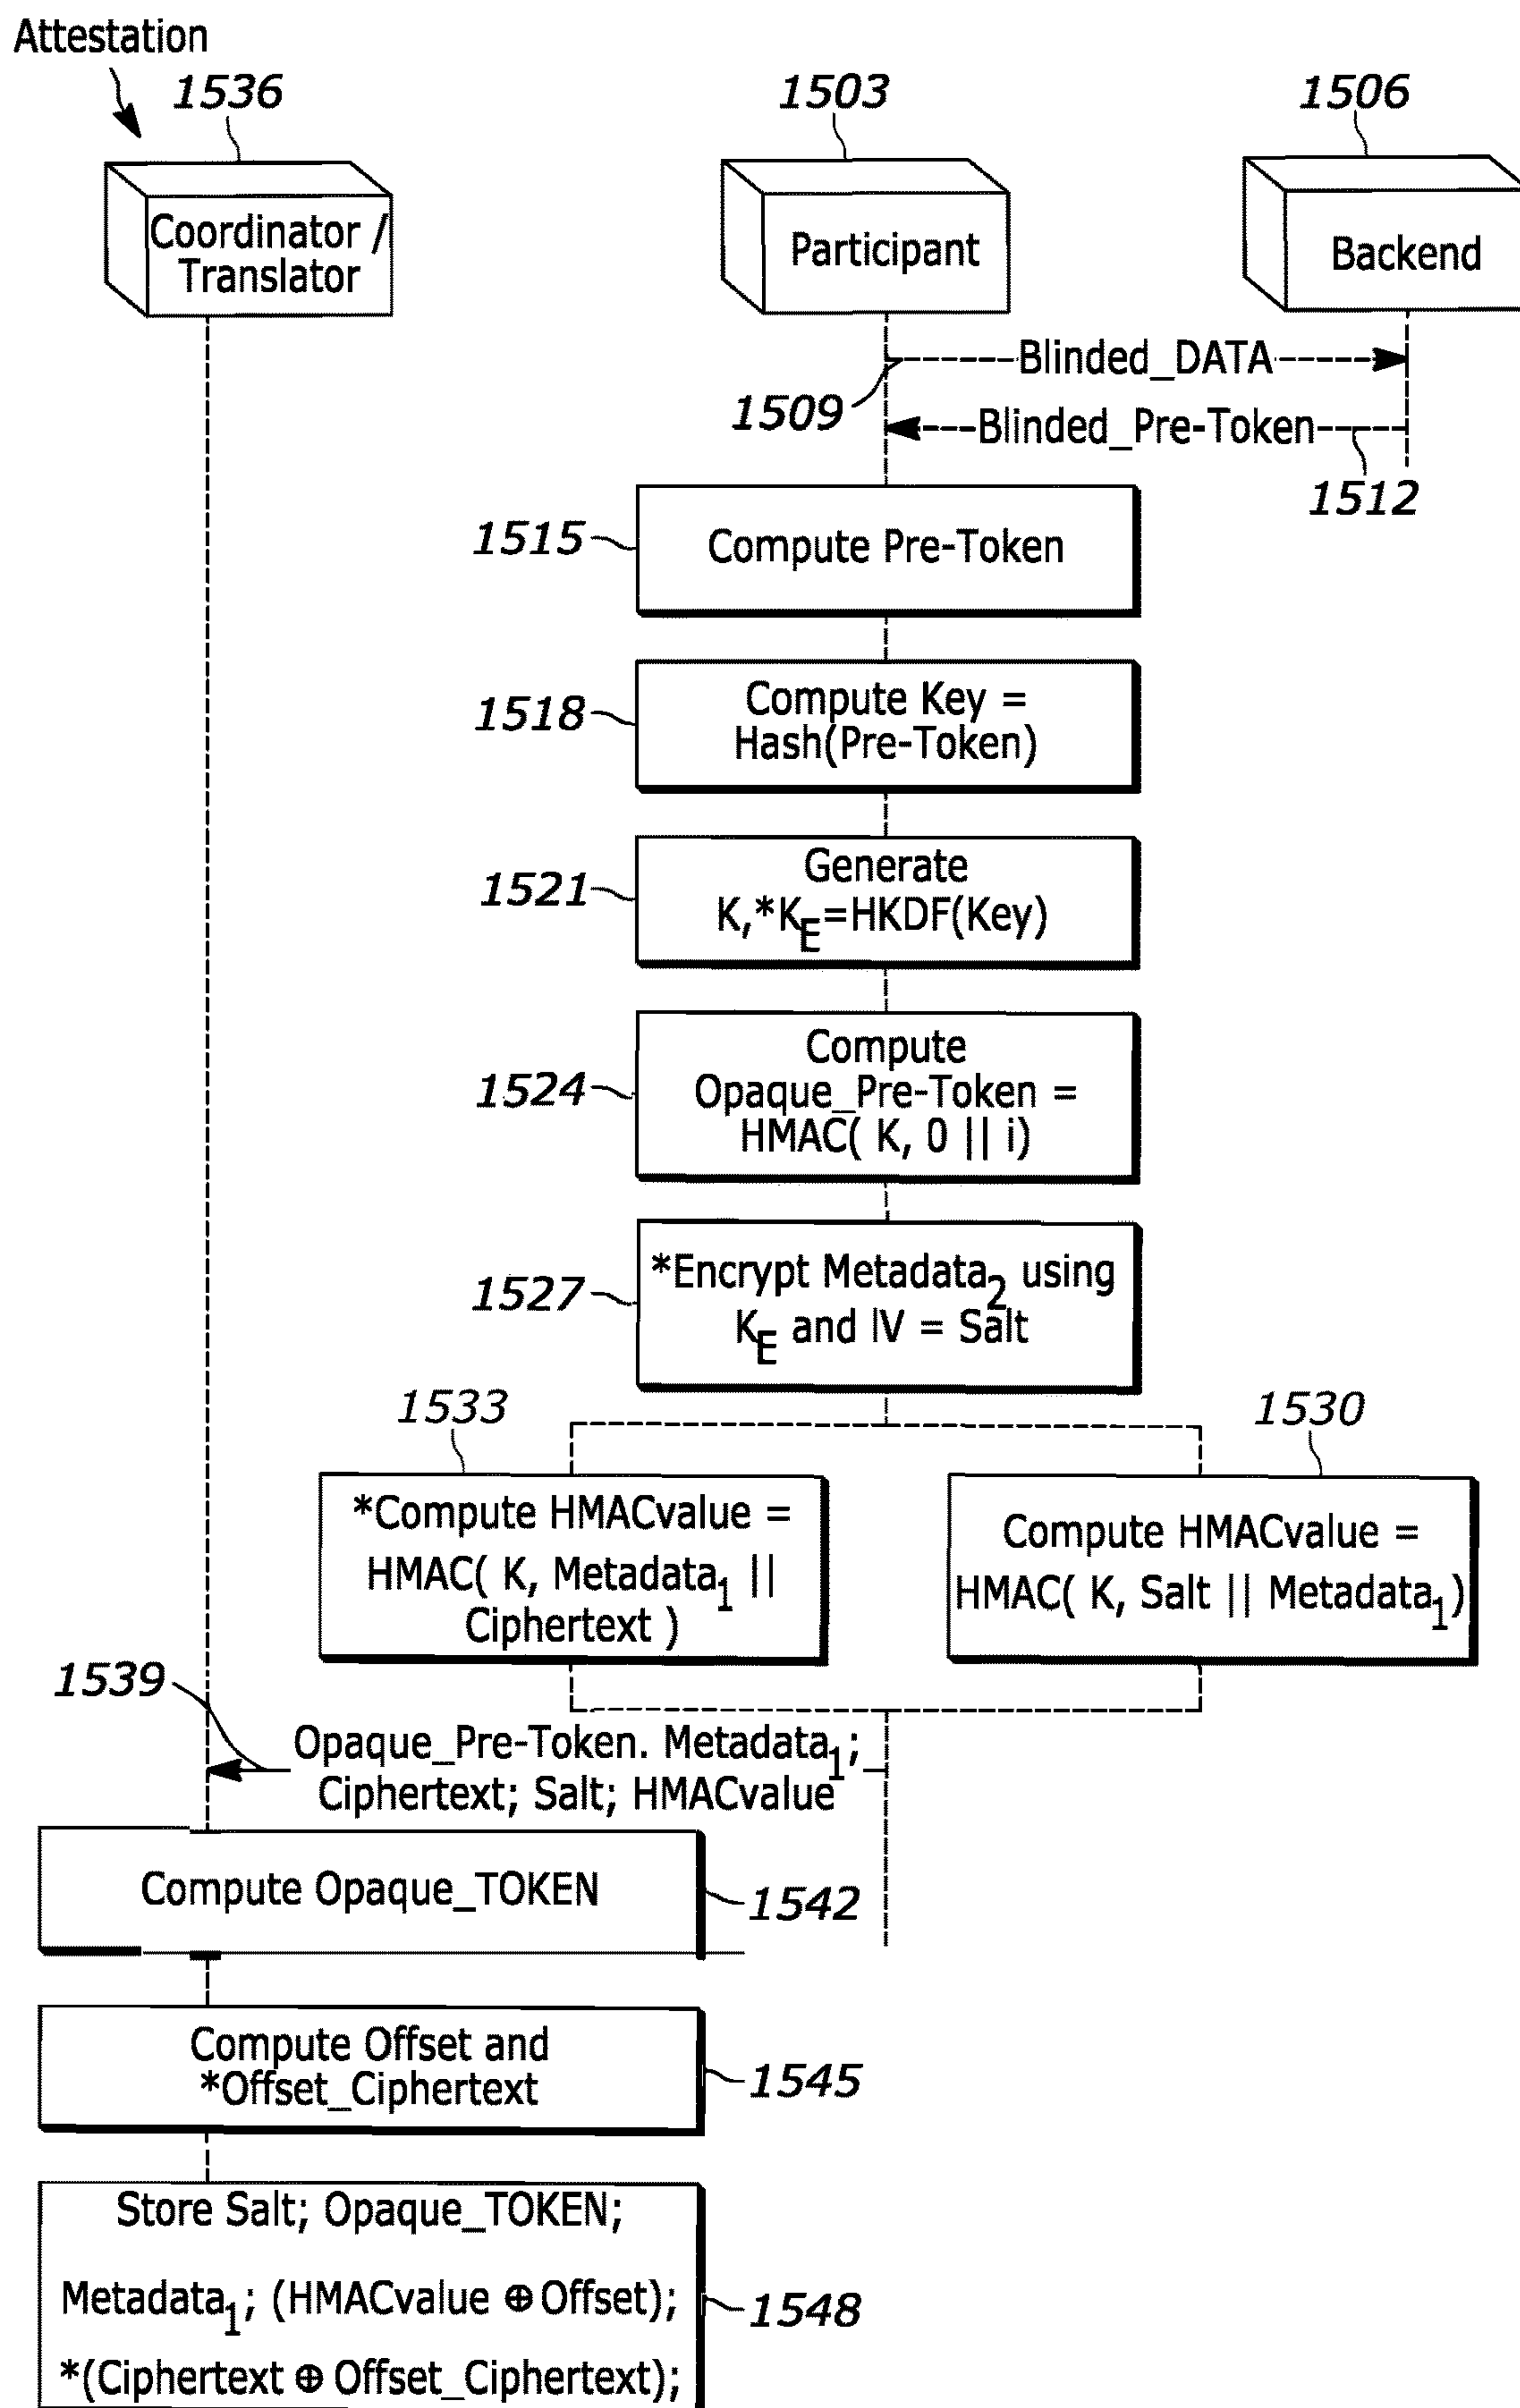 Attestation
1536
1503
1506
Coordinator /
Translator
Participant
Backend
Blinded_DATA
1509
Blinded_Pre-Token
1512
1515
Compute Pre-Token
1518
Compute Key =
Hash(Pre-Token)
1521
Generate
K,*K_E=HKDF(Key)
1524
Compute
Opaque_Pre-Token =
HMAC( K, 0 || i)
1527
*Encrypt Metadata₂ using
K_E and IV = Salt
1533
1530
*Compute HMACvalue =
HMAC( K, Metadata₁ ||
Ciphertext )
Compute HMACvalue =
HMAC( K, Salt || Metadata₁)
1539
Opaque_Pre-Token. Metadata₁;
Ciphertext; Salt; HMACvalue
Compute Opaque_TOKEN
1542
Compute Offset and
*Offset_Ciphertext
1545
Store Salt; Opaque_TOKEN;
Metadata₁; (HMACvalue ⊕ Offset);
*(Ciphertext ⊕ Offset_Ciphertext);
1548